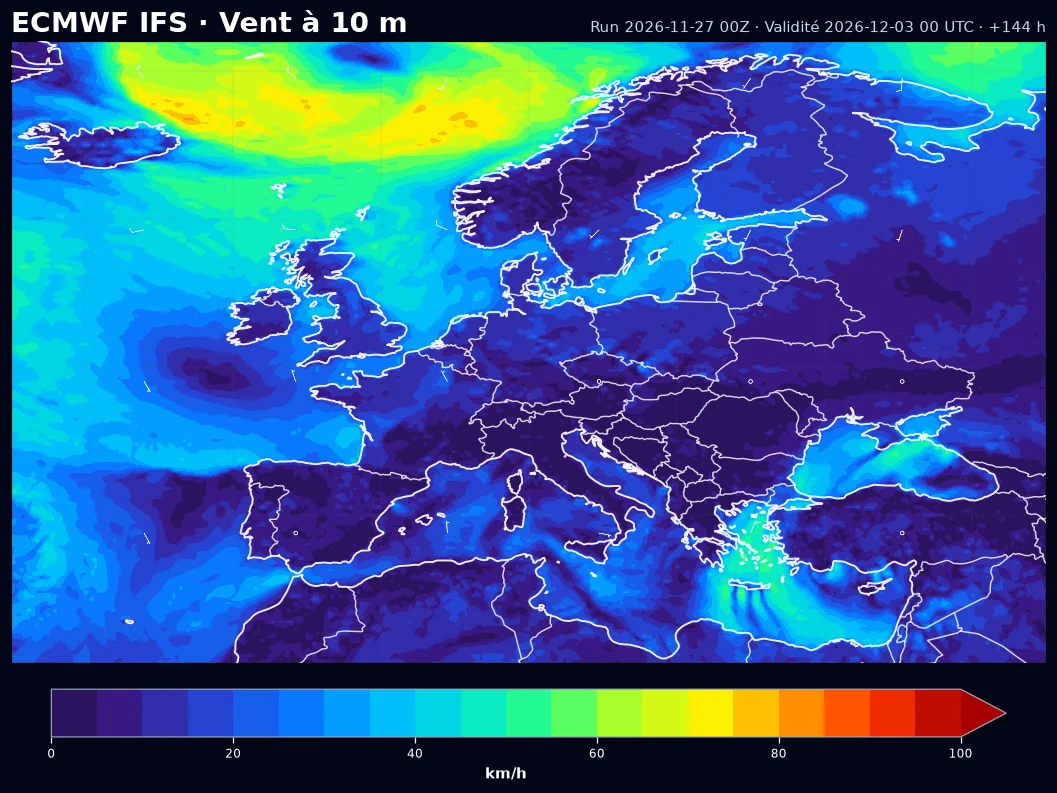 ECMWF IFS · Vent à 10 m
Run 2026-11-27 00Z · Validité 2026-12-03 00 UTC · +144 h
0 20 40 60 80 100
km/h